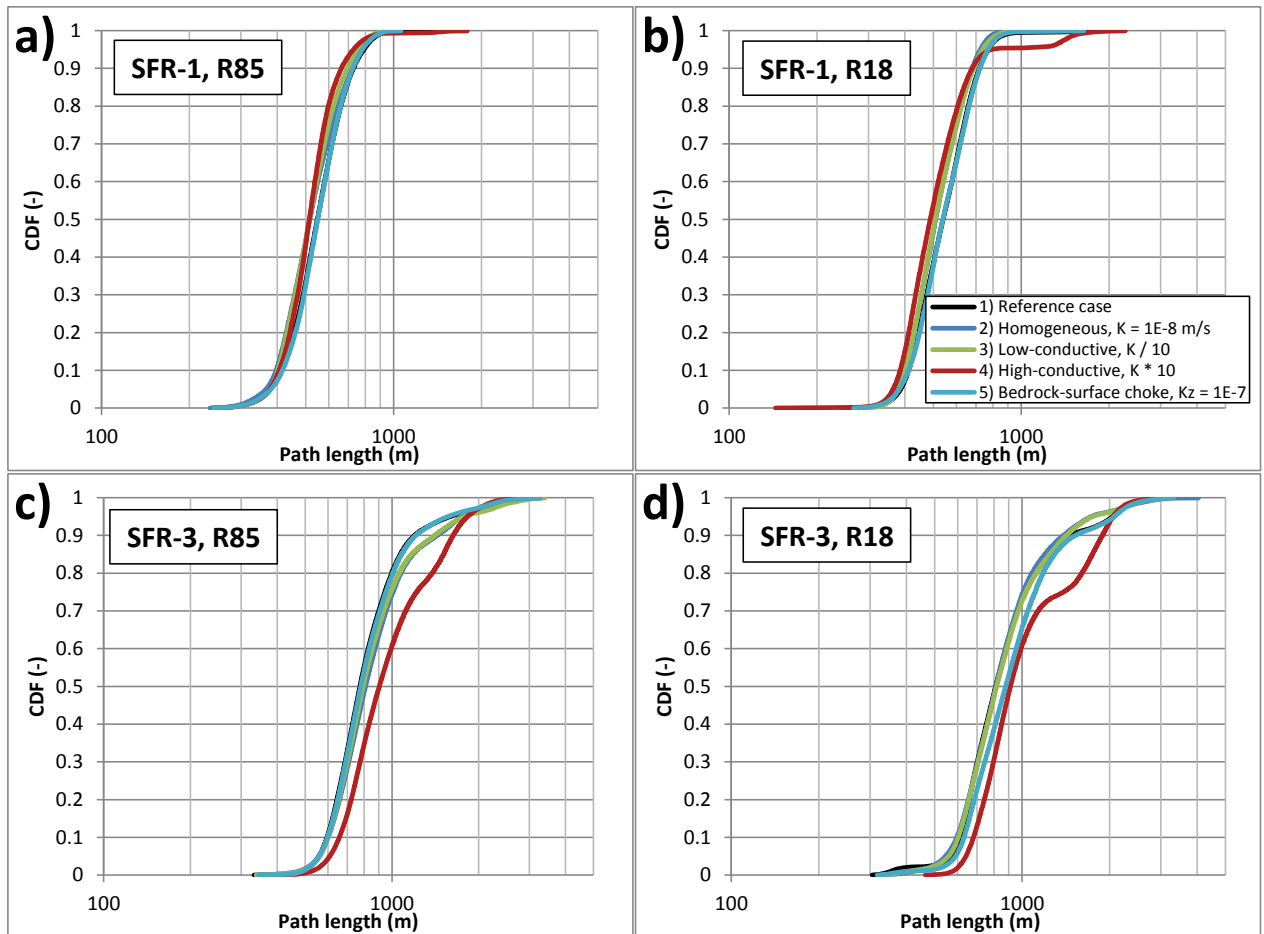 a)
SFR-1, R85
CDF (-)
1
0.9
0.8
0.7
0.6
0.5
0.4
0.3
0.2
0.1
0
100
1000
Path length (m)
b)
SFR-1, R18
CDF (-)
1
0.9
0.8
0.7
0.6
0.5
0.4
0.3
0.2
0.1
0
1) Reference case
2) Homogeneous, K = 1E-8 m/s
3) Low-conductive, K / 10
4) High-conductive, K * 10
5) Bedrock-surface choke, Kz = 1E-7
100
1000
Path length (m)
c)
SFR-3, R85
CDF (-)
1
0.9
0.8
0.7
0.6
0.5
0.4
0.3
0.2
0.1
0
100
1000
Path length (m)
d)
SFR-3, R18
CDF (-)
1
0.9
0.8
0.7
0.6
0.5
0.4
0.3
0.2
0.1
0
100
1000
Path length (m)